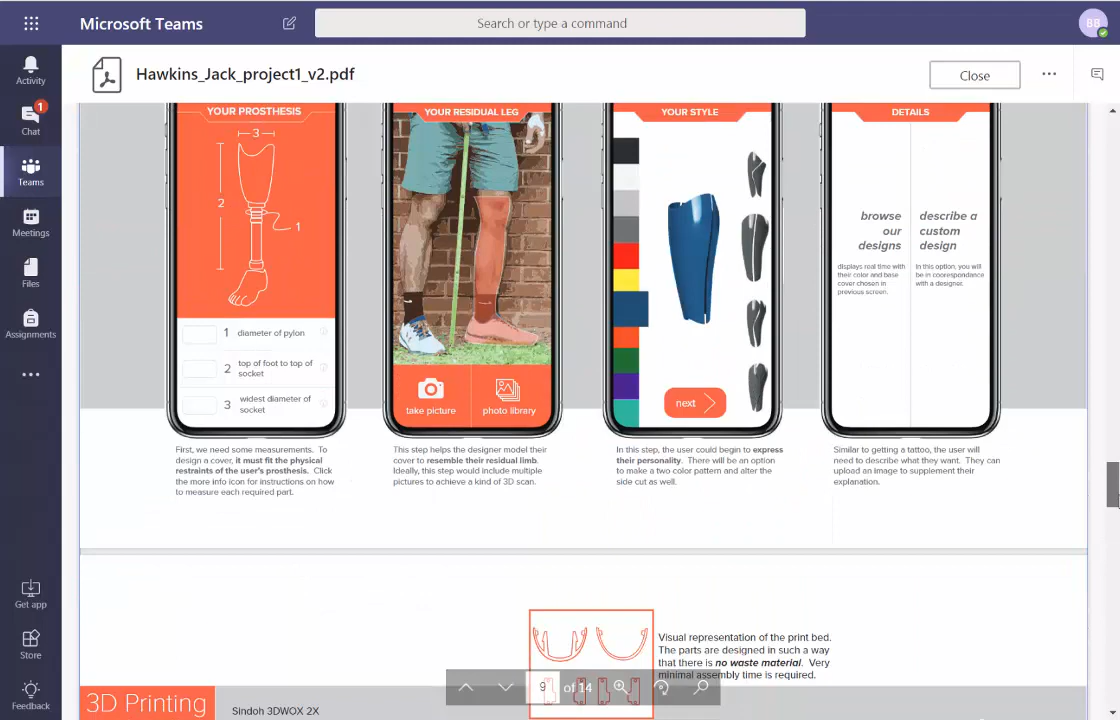 Microsoft Teams
Search or type a command
BB
Activity
Hawkins_Jack_project1_v2.pdf
Close
1
Chat
Teams
Meetings
Files
Assignments
Get app
Store
Feedback
YOUR PROSTHESIS
3
2
1
1 diameter of pylon
2 top of foot to top of
socket
3 widest diameter of
socket
First, we need some measurements. To
design a cover, it must fit the physical
restraints of the user's prosthesis. Click
the more info icon for instructions on how
to measure each required part.
YOUR RESIDUAL LEG
take picture
photo library
This step helps the designer model their
cover to resemble their residual limb.
Ideally, this step would include multiple
pictures to achieve a kind of 3D scan.
YOUR STYLE
next
In this step, the user could begin to express
their personality. There will be an option
to make a two color pattern and alter the
side cut as well.
DETAILS
browse
our
designs
displays real time with
their color and base
cover chosen in
previous screen.
describe a
custom
design
In this option, you will
be in coorespondance
with a designer.
Similar to getting a tattoo, the user will
need to describe what they want. They can
upload an image to supplement their
explanation.
Visual representation of the print bed.
The parts are designed in such a way
that there is no waste material. Very
minimal assembly time is required.
9 of 14
3D Printing
Sindoh 3DWOX 2X